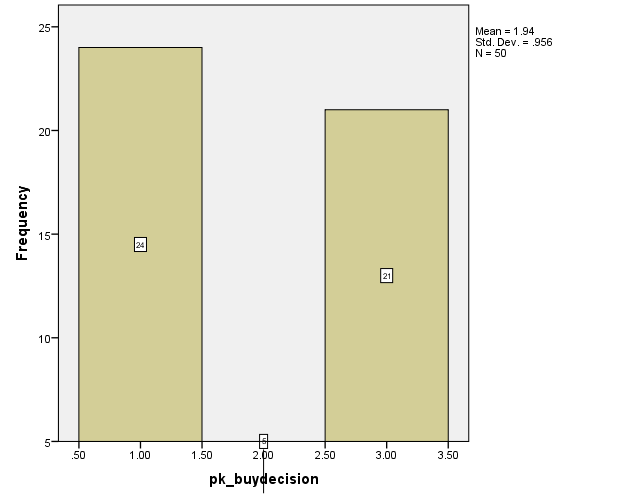 Mean = 1.94
Std. Dev. = .956
N = 50
25
20
15
10
5
Frequency
24
21
5
.50 1.00 1.50 2.00 2.50 3.00 3.50
pk_buydecision